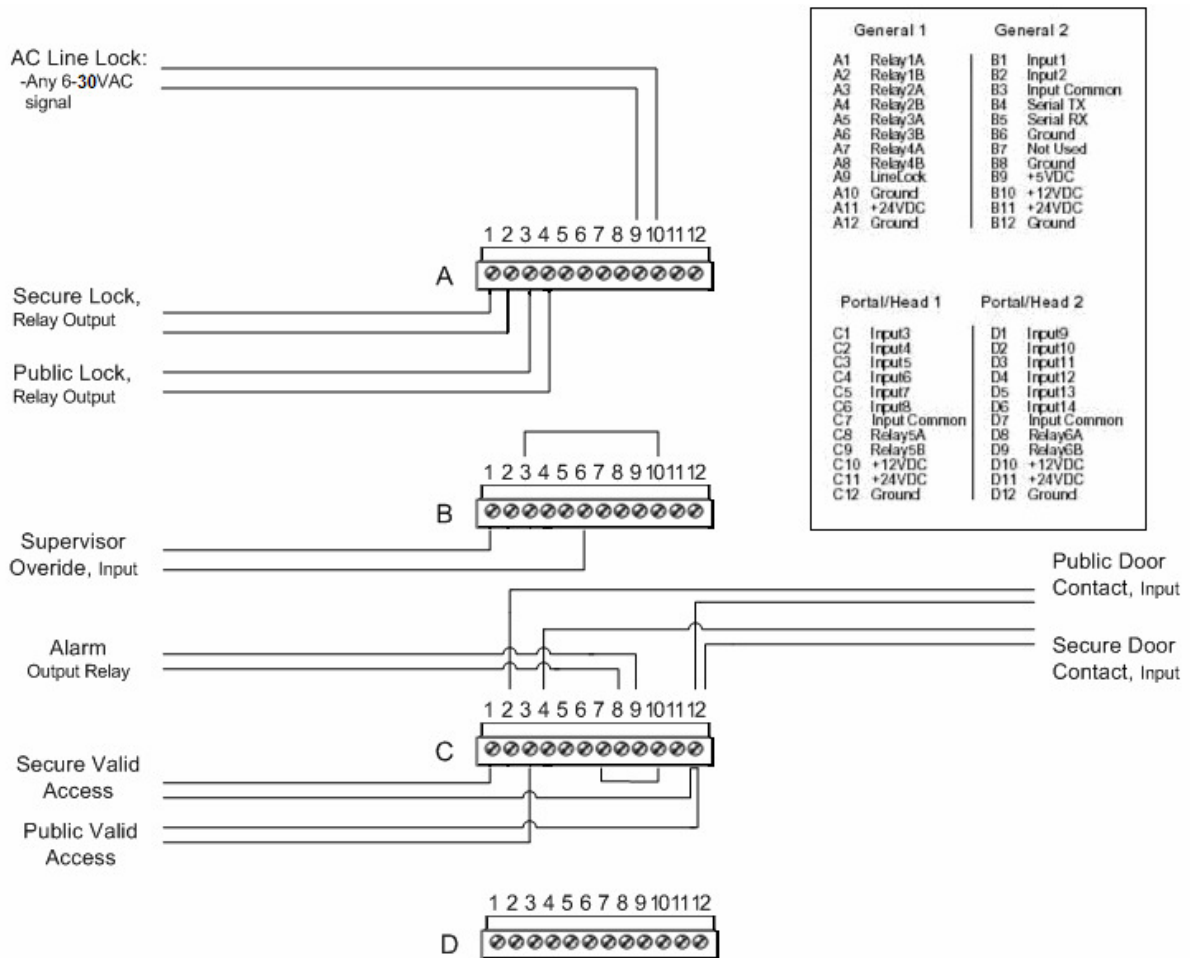 AC Line Lock:
-Any 6-30VAC
signal
1 2 3 4 5 6 7 8 9 10 11 12
A
Secure Lock,
Relay Output
Public Lock,
Relay Output
1 2 3 4 5 6 7 8 9 10 11 12
B
Supervisor
Overide, Input
Alarm
Output Relay
Public Door
Contact, Input
Secure Door
Contact, Input
1 2 3 4 5 6 7 8 9 10 11 12
C
Secure Valid
Access
Public Valid
Access
1 2 3 4 5 6 7 8 9 10 11 12
D
General 1
A1 Relay1A
A2 Relay1B
A3 Relay2A
A4 Relay2B
A5 Relay3A
A6 Relay3B
A7 Relay4A
A8 Relay4B
A9 LineLock
A10 Ground
A11 +24VDC
A12 Ground
General 2
B1 Input1
B2 Input2
B3 Input Common
B4 Serial TX
B5 Serial RX
B6 Ground
B7 Not Used
B8 Ground
B9 +5VDC
B10 +12VDC
B11 +24VDC
B12 Ground
Portal/Head 1
C1 Input3
C2 Input4
C3 Input5
C4 Input6
C5 Input7
C6 Input8
C7 Input Common
C8 Relay5A
C9 Relay5B
C10 +12VDC
C11 +24VDC
C12 Ground
Portal/Head 2
D1 Input9
D2 Input10
D3 Input11
D4 Input12
D5 Input13
D6 Input14
D7 Input Common
D8 Relay6A
D9 Relay6B
D10 +12VDC
D11 +24VDC
D12 Ground